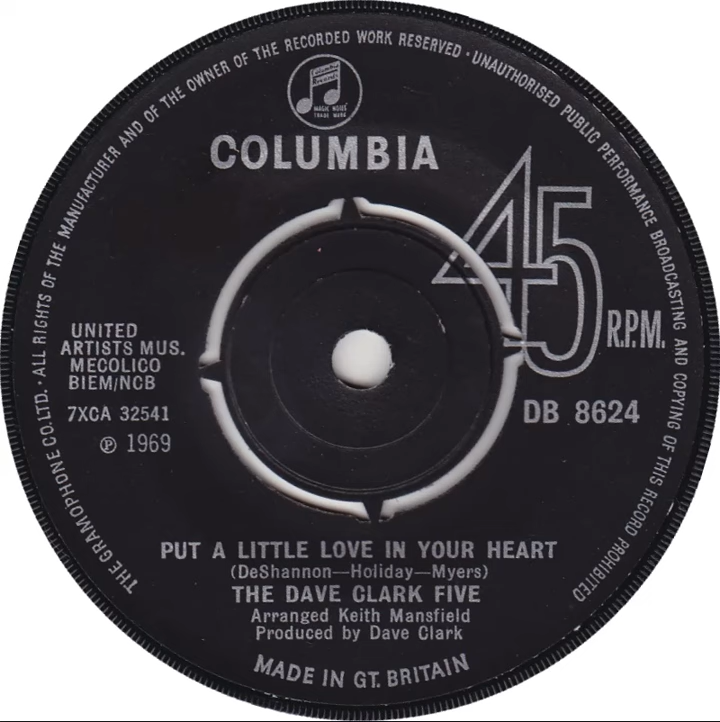 THE GRAMOPHONE CO. LTD. · ALL RIGHTS OF THE MANUFACTURER AND OF THE OWNER OF THE RECORDED WORK RESERVED · UNAUTHORISED PUBLIC PERFORMANCE BROADCASTING AND COPYING OF THIS RECORD PROHIBITED
Columbia
Records
MAGIC NOTES
TRADE MARK
COLUMBIA
45
R.P.M.
UNITED
ARTISTS MUS.
MECOLICO
BIEM/NCB
7XCA 32541
℗ 1969
DB 8624
PUT A LITTLE LOVE IN YOUR HEART
(DeShannon—Holiday—Myers)
THE DAVE CLARK FIVE
Arranged Keith Mansfield
Produced by Dave Clark
MADE IN GT. BRITAIN